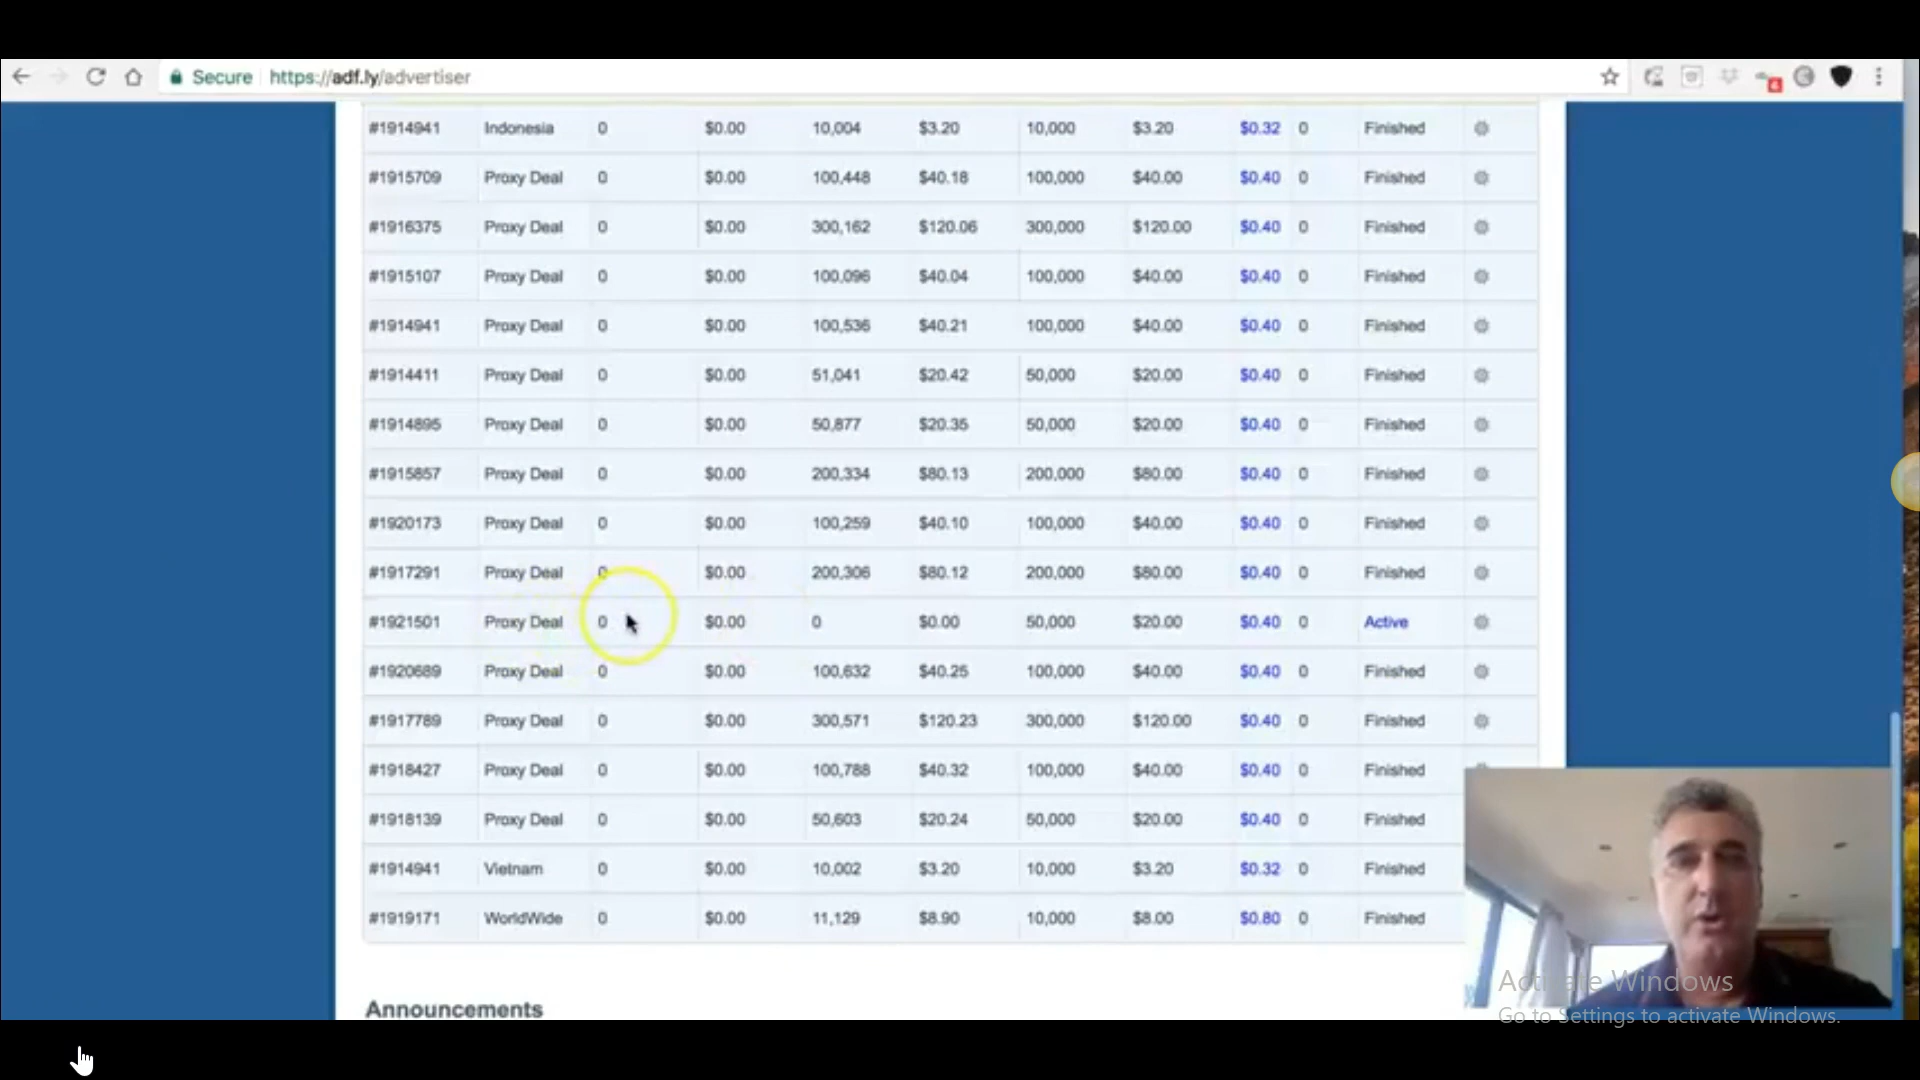 Secure https://adf.ly/advertiser
#1914941 Indonesia 0 $0.00 10,004 $3.20 10,000 $3.20 $0.32 0 Finished
#1915709 Proxy Deal 0 $0.00 100,448 $40.18 100,000 $40.00 $0.40 0 Finished
#1916375 Proxy Deal 0 $0.00 300,162 $120.06 300,000 $120.00 $0.40 0 Finished
#1915107 Proxy Deal 0 $0.00 100,096 $40.04 100,000 $40.00 $0.40 0 Finished
#1914941 Proxy Deal 0 $0.00 100,536 $40.21 100,000 $40.00 $0.40 0 Finished
#1914411 Proxy Deal 0 $0.00 51,041 $20.42 50,000 $20.00 $0.40 0 Finished
#1914895 Proxy Deal 0 $0.00 50,877 $20.35 50,000 $20.00 $0.40 0 Finished
#1915857 Proxy Deal 0 $0.00 200,334 $80.13 200,000 $80.00 $0.40 0 Finished
#1920173 Proxy Deal 0 $0.00 100,259 $40.10 100,000 $40.00 $0.40 0 Finished
#1917291 Proxy Deal 0 $0.00 200,306 $80.12 200,000 $80.00 $0.40 0 Finished
#1921501 Proxy Deal 0 $0.00 0 $0.00 50,000 $20.00 $0.40 0 Active
#1920689 Proxy Deal 0 $0.00 100,632 $40.25 100,000 $40.00 $0.40 0 Finished
#1917789 Proxy Deal 0 $0.00 300,571 $120.23 300,000 $120.00 $0.40 0 Finished
#1918427 Proxy Deal 0 $0.00 100,788 $40.32 100,000 $40.00 $0.40 0 Finished
#1918139 Proxy Deal 0 $0.00 50,603 $20.24 50,000 $20.00 $0.40 0 Finished
#1914941 Vietnam 0 $0.00 10,002 $3.20 10,000 $3.20 $0.32 0 Finished
#1919171 WorldWide 0 $0.00 11,129 $8.90 10,000 $8.00 $0.80 0 Finished
Announcements
Activate Windows
Go to Settings to activate Windows.